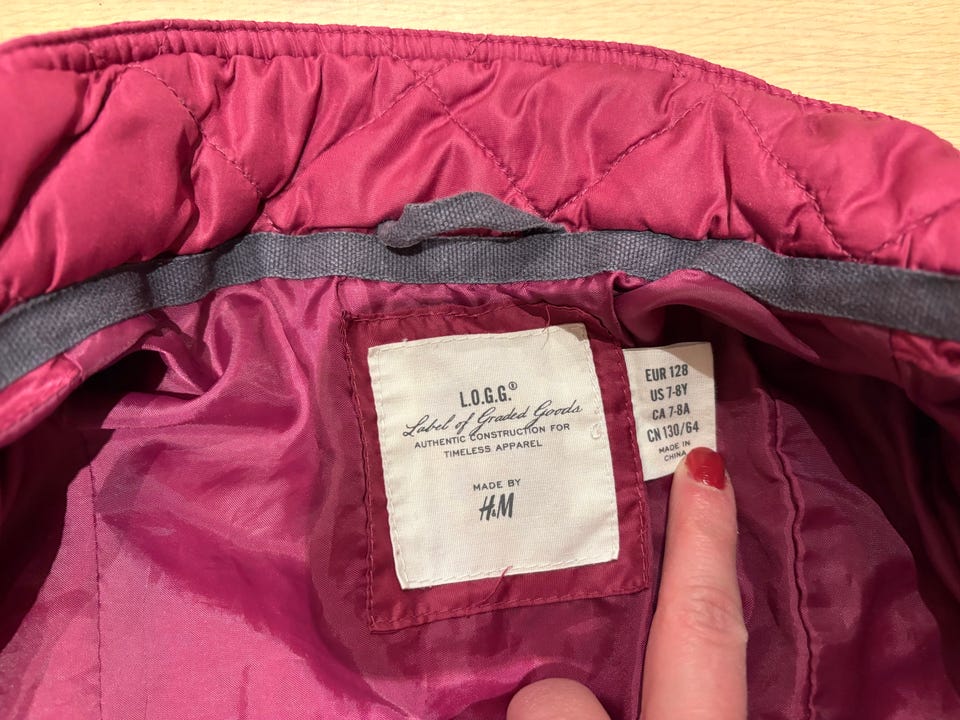 L.O.G.G.®
Label of Graded Goods
AUTHENTIC CONSTRUCTION FOR
TIMELESS APPAREL
MADE BY
H&M
EUR 128
US 7-8Y
CA 7-8A
CN 130/64
MADE IN
CHINA